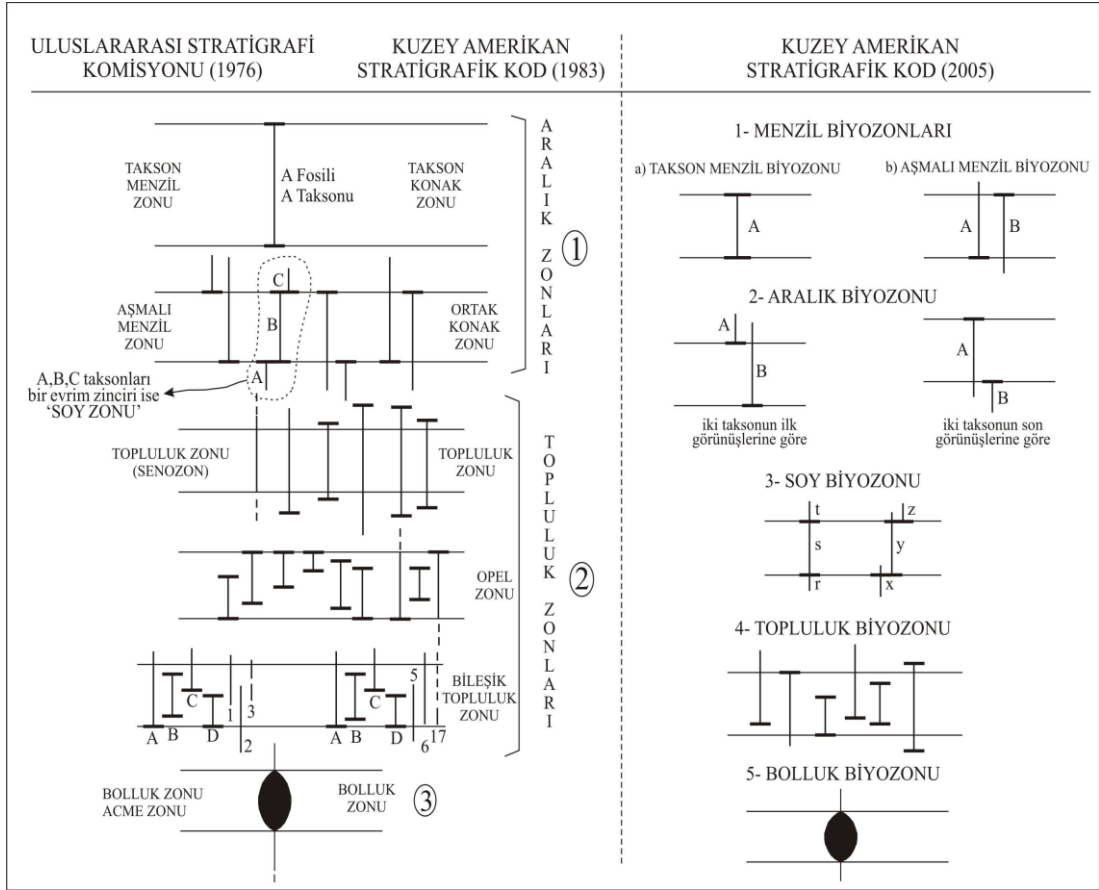 ULUSLARARASI STRATİGRAFİ
KOMİSYONU (1976)
KUZEY AMERİKAN
STRATİGRAFİK KOD (1983)
TAKSON
MENZİL
ZONU
A Fosili
A Taksonu
TAKSON
KONAK
ZONU
ARALIK ZONLARI
1
AŞMALI
MENZİL
ZONU
C
B
A
ORTAK
KONAK
ZONU
A,B,C taksonları
bir evrim zinciri ise
‘SOY ZONU’
TOPLULUK ZONU
(SENOZON)
TOPLULUK
ZONU
TOPLULUK ZONLARI
2
OPEL
ZONU
BİLEŞİK
TOPLULUK
ZONU
A
B
C
D
1
3
2
A
B
C
D
5
6
17
BOLLUK ZONU
ACME ZONU
BOLLUK
ZONU
3
KUZEY AMERİKAN
STRATİGRAFİK KOD (2005)
1- MENZİL BİYOZONLARI
a) TAKSON MENZİL BİYOZONU
A
b) AŞMALI MENZİL BİYOZONU
A
B
2- ARALIK BİYOZONU
A
B
iki taksonun ilk
görünüşlerine göre
A
B
iki taksonun son
görünüşlerine göre
3- SOY BİYOZONU
t
s
r
z
y
x
4- TOPLULUK BİYOZONU
5- BOLLUK BİYOZONU